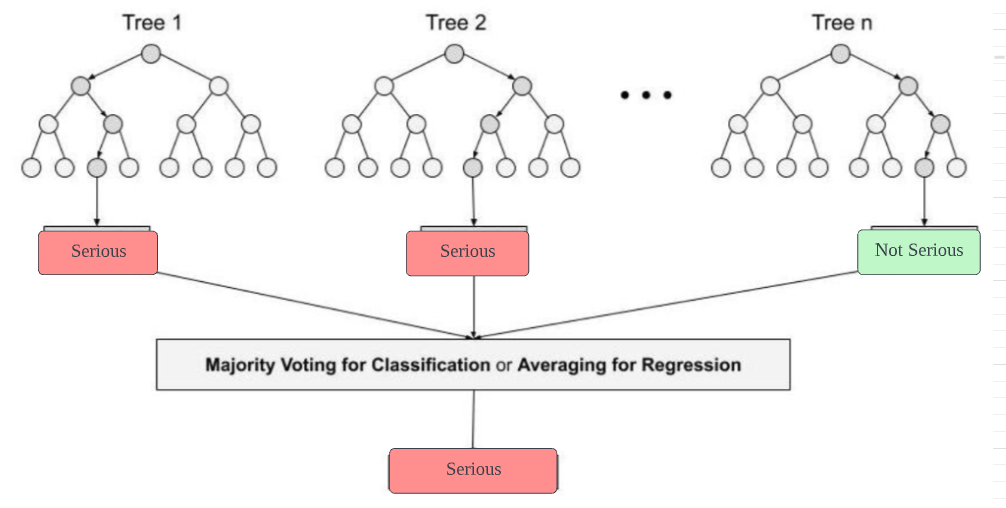 Tree 1
Tree 2
Tree n
Serious
Serious
Not Serious
Majority Voting for Classification or Averaging for Regression
Serious